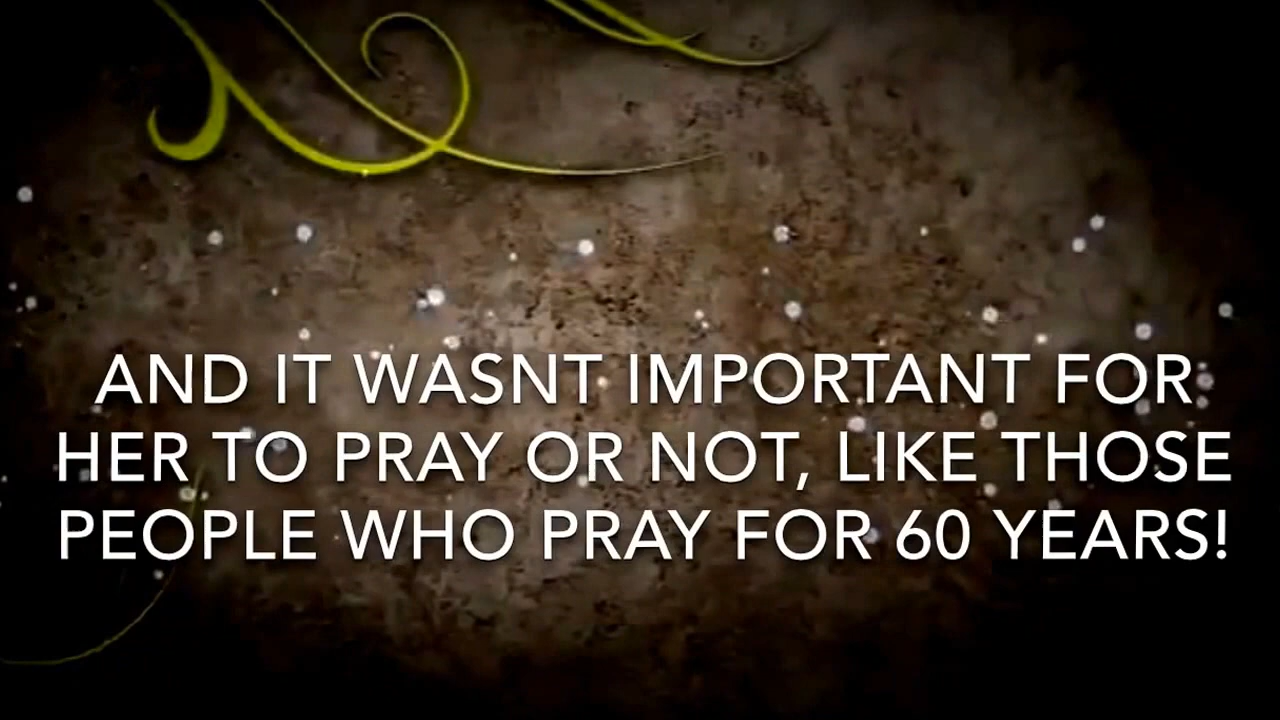 AND IT WASNT IMPORTANT FOR
HER TO PRAY OR NOT, LIKE THOSE
PEOPLE WHO PRAY FOR 60 YEARS!